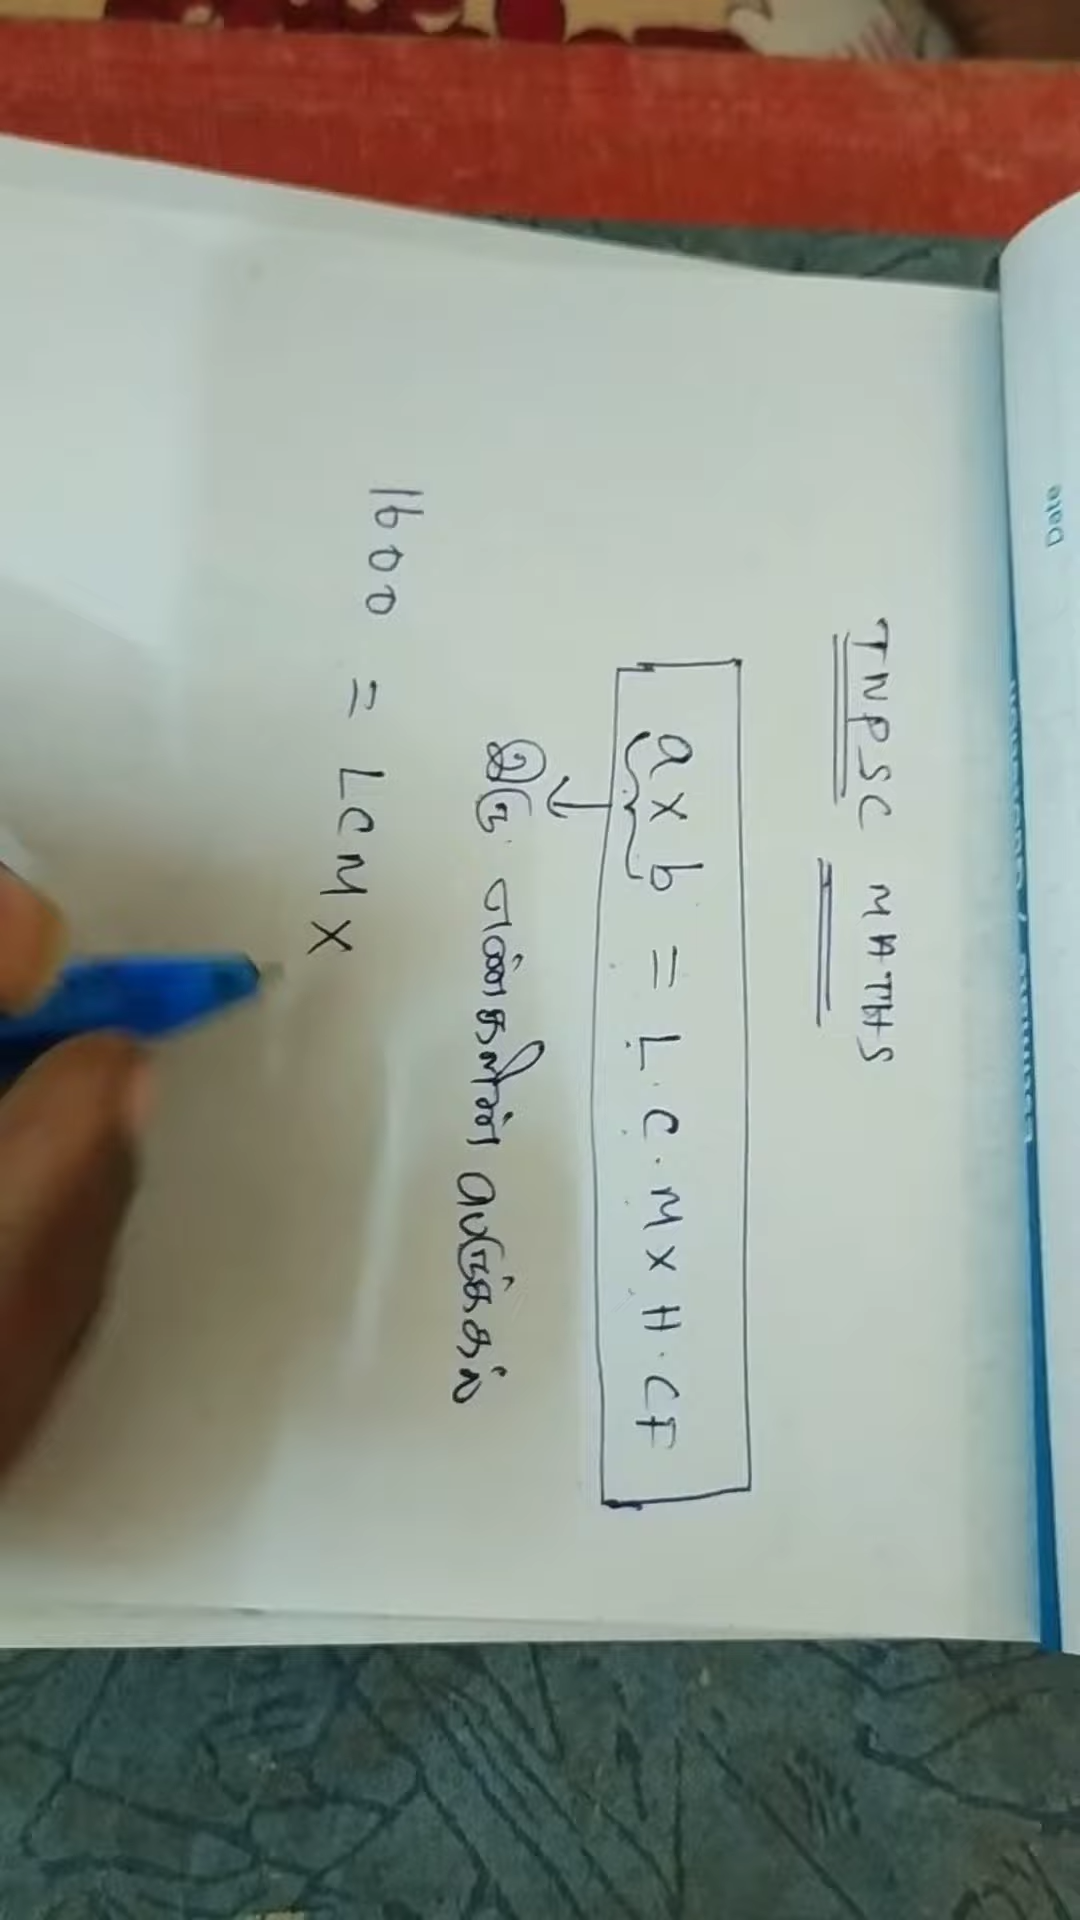 Date
TNPSC MATHS
a x b = L.C.M x H.CF
இரு எண்களின் பெருக்கல்
1600 = LCM x